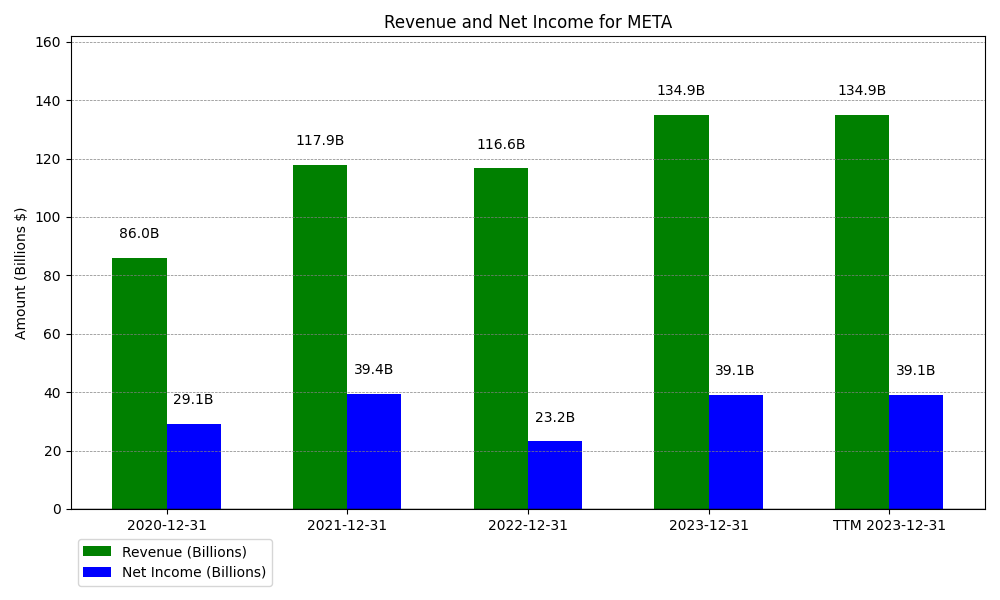 Revenue and Net Income for META
Amount (Billions $)
160
140
120
100
80
60
40
20
0
134.9B
134.9B
117.9B
116.6B
86.0B
39.4B
39.1B
39.1B
29.1B
23.2B
2020-12-31
2021-12-31
2022-12-31
2023-12-31
TTM 2023-12-31
Revenue (Billions)
Net Income (Billions)